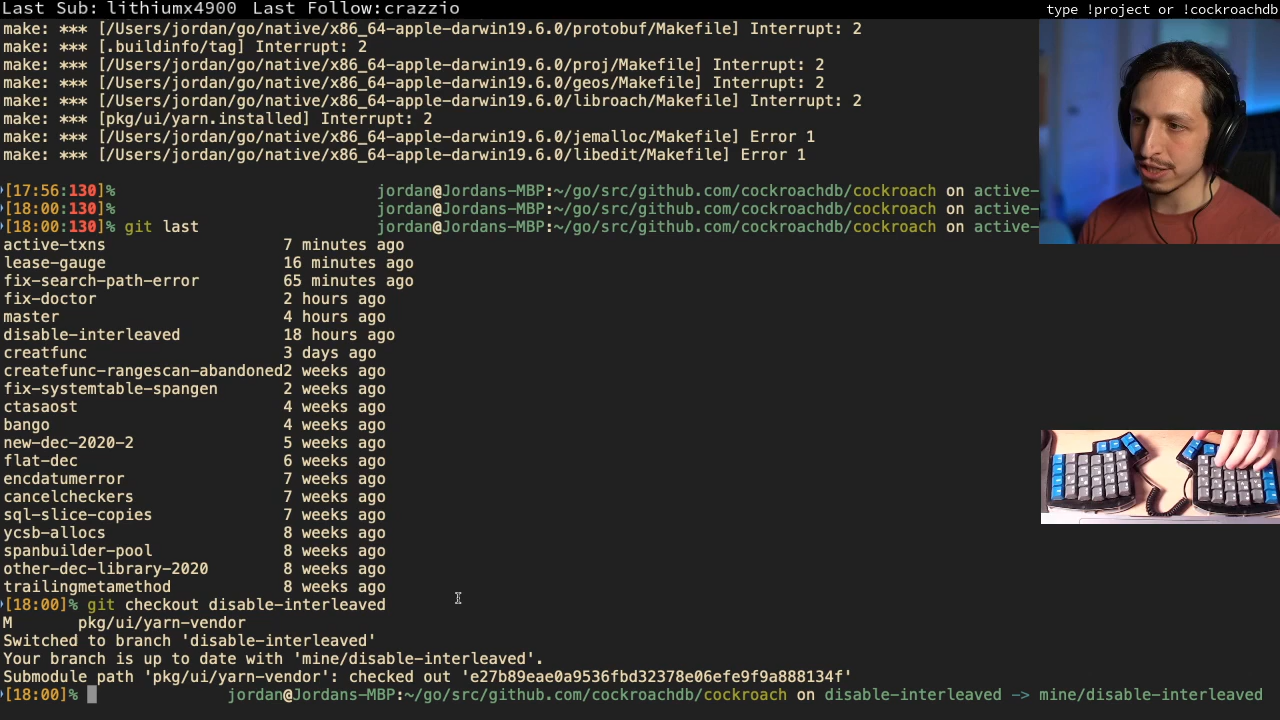 Last Sub: lithiumx4900 Last Follow:crazzio
type !project or !cockroachdb
make: *** [/Users/jordan/go/native/x86_64-apple-darwin19.6.0/protobuf/Makefile] Interrupt: 2
make: *** [.buildinfo/tag] Interrupt: 2
make: *** [/Users/jordan/go/native/x86_64-apple-darwin19.6.0/proj/Makefile] Interrupt: 2
make: *** [/Users/jordan/go/native/x86_64-apple-darwin19.6.0/geos/Makefile] Interrupt: 2
make: *** [/Users/jordan/go/native/x86_64-apple-darwin19.6.0/libroach/Makefile] Interrupt: 2
make: *** [pkg/ui/yarn.installed] Interrupt: 2
make: *** [/Users/jordan/go/native/x86_64-apple-darwin19.6.0/jemalloc/Makefile] Error 1
make: *** [/Users/jordan/go/native/x86_64-apple-darwin19.6.0/libedit/Makefile] Error 1
[17:56:130]% jordan@Jordans-MBP:~/go/src/github.com/cockroachdb/cockroach on active-
[18:00:130]% jordan@Jordans-MBP:~/go/src/github.com/cockroachdb/cockroach on active-
[18:00:130]% git last jordan@Jordans-MBP:~/go/src/github.com/cockroachdb/cockroach on active-
active-txns 7 minutes ago
lease-gauge 16 minutes ago
fix-search-path-error 65 minutes ago
fix-doctor 2 hours ago
master 4 hours ago
disable-interleaved 18 hours ago
creatfunc 3 days ago
createfunc-rangescan-abandoned2 weeks ago
fix-systemtable-spangen 2 weeks ago
ctasaost 4 weeks ago
bango 4 weeks ago
new-dec-2020-2 5 weeks ago
flat-dec 6 weeks ago
encdatumerror 7 weeks ago
cancelcheckers 7 weeks ago
sql-slice-copies 7 weeks ago
ycsb-allocs 8 weeks ago
spanbuilder-pool 8 weeks ago
other-dec-library-2020 8 weeks ago
trailingmetamethod 8 weeks ago
[18:00]% git checkout disable-interleaved
M pkg/ui/yarn-vendor
Switched to branch 'disable-interleaved'
Your branch is up to date with 'mine/disable-interleaved'.
Submodule path 'pkg/ui/yarn-vendor': checked out 'e27b89eae0a9536fbd32378e06efe9f9a888134f'
[18:00]% jordan@Jordans-MBP:~/go/src/github.com/cockroachdb/cockroach on disable-interleaved -> mine/disable-interleaved